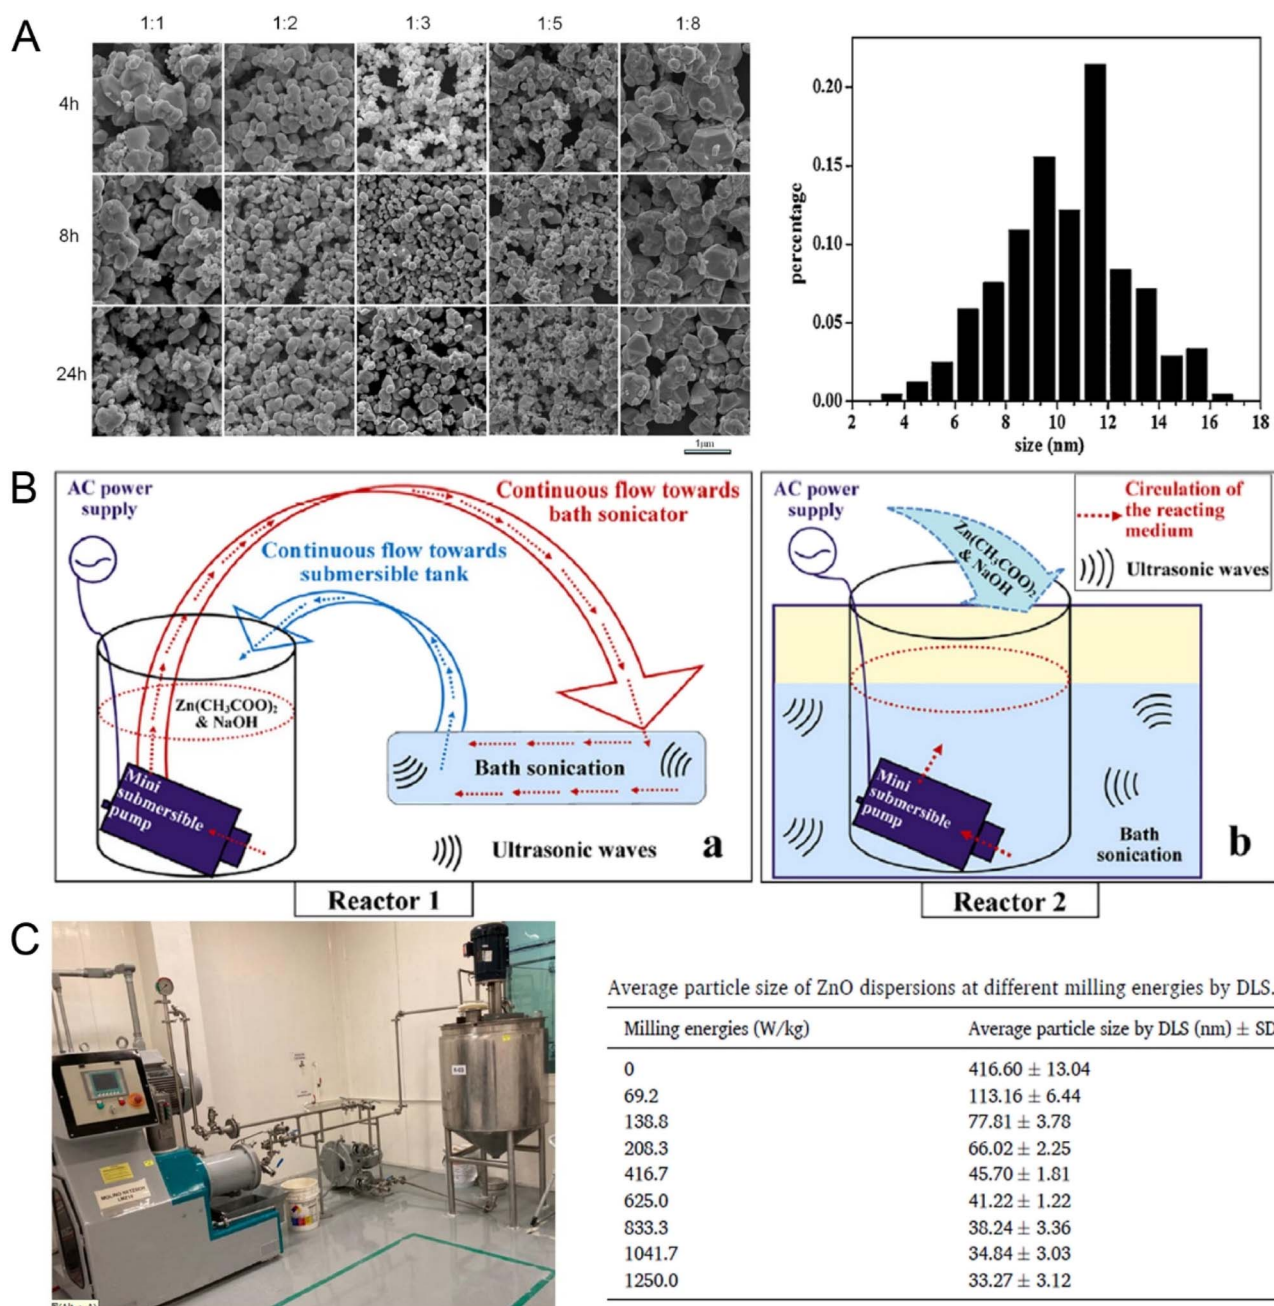 A
1:1 1:2 1:3 1:5 1:8
4h
8h
24h
1μm
percentage
0.20
0.15
0.10
0.05
0.00
2 4 6 8 10 12 14 16 18
size (nm)
B
AC power
supply
Continuous flow towards
bath sonicator
Continuous flow towards
submersible tank
Zn(CH₃COO)₂
& NaOH
Mini
submersible
pump
Bath sonication
Ultrasonic waves
a
Reactor 1
AC power
supply
Zn(CH₃COO)₂
& NaOH
Circulation of
the reacting
medium
Ultrasonic waves
Mini
submersible
pump
Bath
sonication
b
Reactor 2
C
Average particle size of ZnO dispersions at different milling energies by DLS.
Milling energies (W/kg) Average particle size by DLS (nm) ± SD
0 416.60 ± 13.04
69.2 113.16 ± 6.44
138.8 77.81 ± 3.78
208.3 66.02 ± 2.25
416.7 45.70 ± 1.81
625.0 41.22 ± 1.22
833.3 38.24 ± 3.36
1041.7 34.84 ± 3.03
1250.0 33.27 ± 3.12